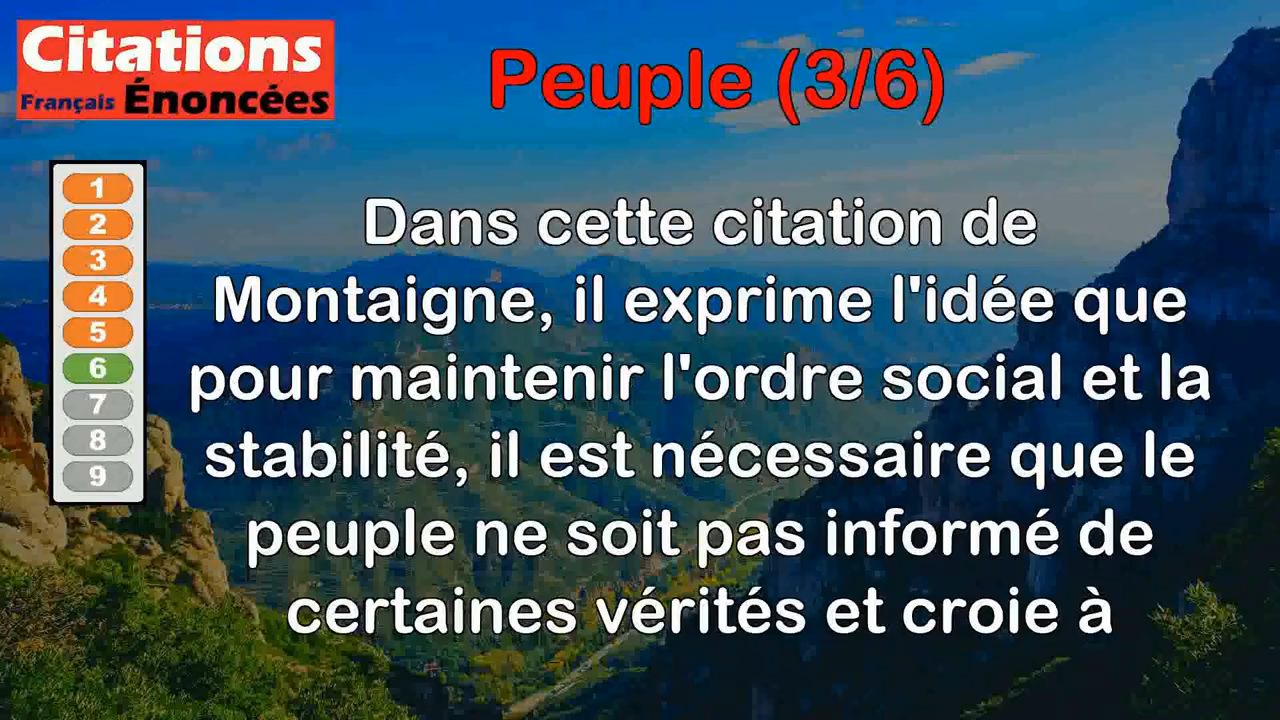 Citations
Français Énoncées
Peuple (3/6)
1
2
3
4
5
6
7
8
9
Dans cette citation de
Montaigne, il exprime l'idée que
pour maintenir l'ordre social et la
stabilité, il est nécessaire que le
peuple ne soit pas informé de
certaines vérités et croie à